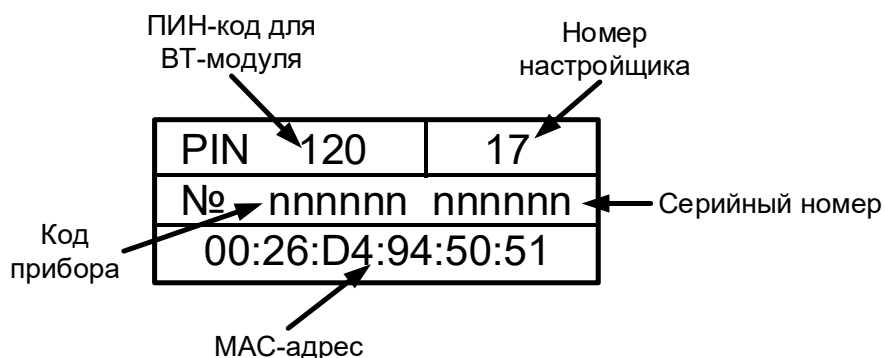 ПИН-код для
ВТ-модуля
Номер
настройщика
PIN 120 17
№ nnnnnn nnnnnn
Серийный номер
Код
прибора
00:26:D4:94:50:51
МАС-адрес